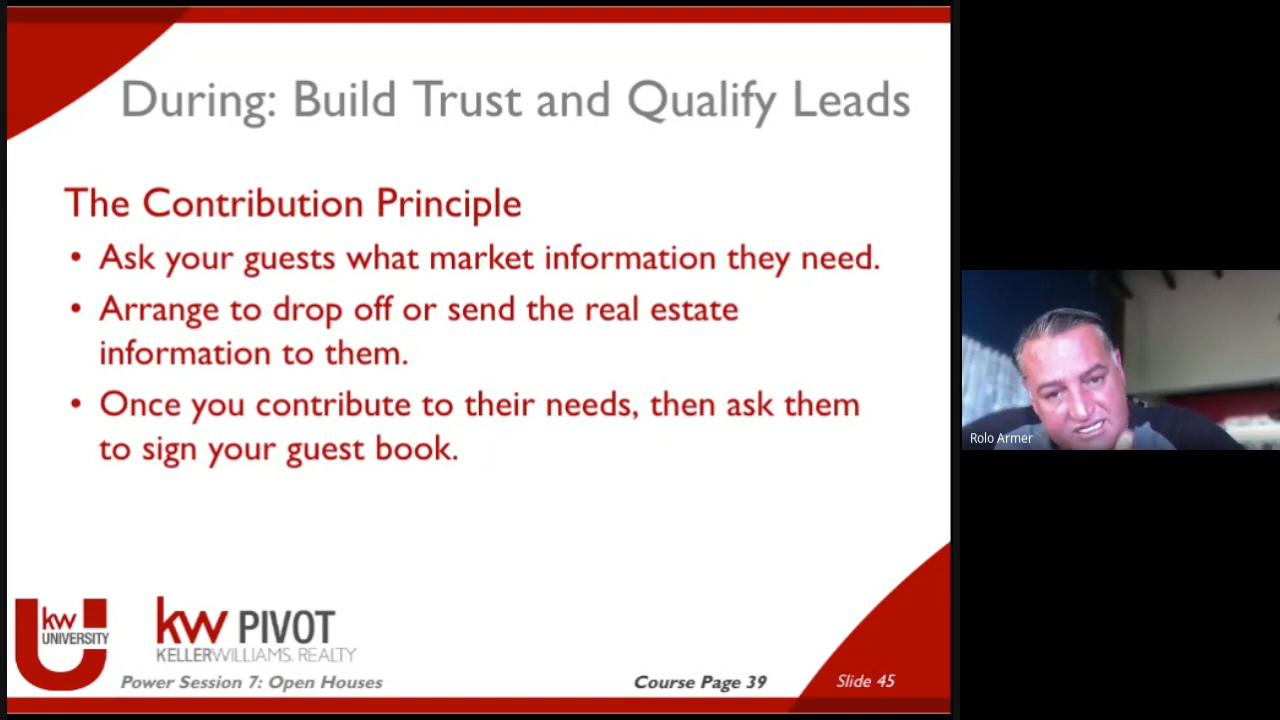 During: Build Trust and Qualify Leads
The Contribution Principle
• Ask your guests what market information they need.
• Arrange to drop off or send the real estate
information to them.
• Once you contribute to their needs, then ask them
to sign your guest book.
kw
UNIVERSITY
kw PIVOT
KELLERWILLIAMS. REALTY
Power Session 7: Open Houses
Course Page 39
Slide 45
Rolo Armer